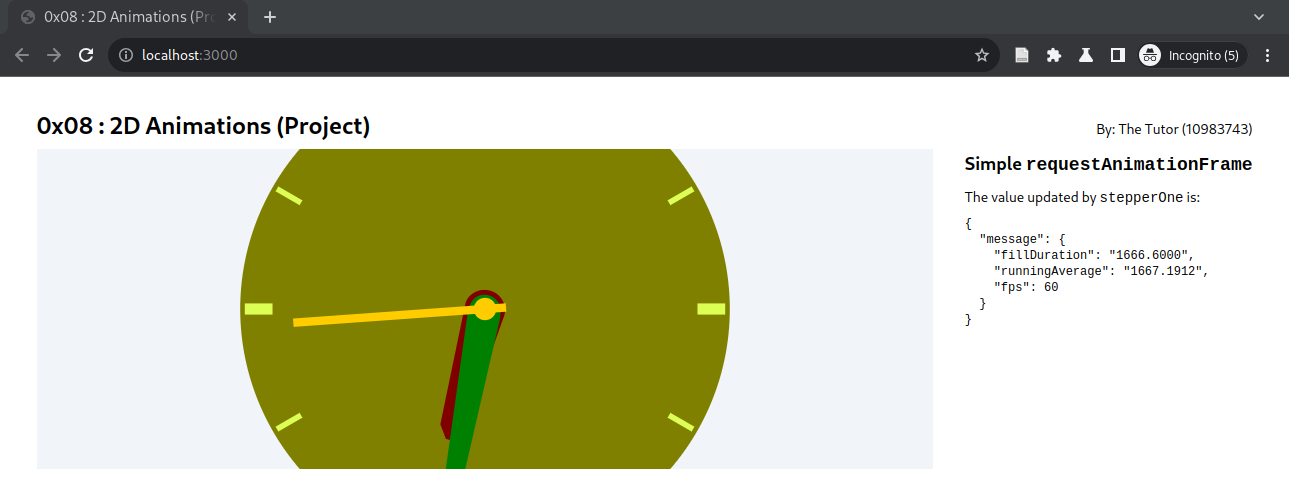 0x08 : 2D Animations (Pro
localhost:3000
Incognito (5)
0x08 : 2D Animations (Project)
By: The Tutor (10983743)
Simple requestAnimationFrame
The value updated by stepperOne is:
{
"message": {
"fillDuration": "1666.6000",
"runningAverage": "1667.1912",
"fps": 60
}
}